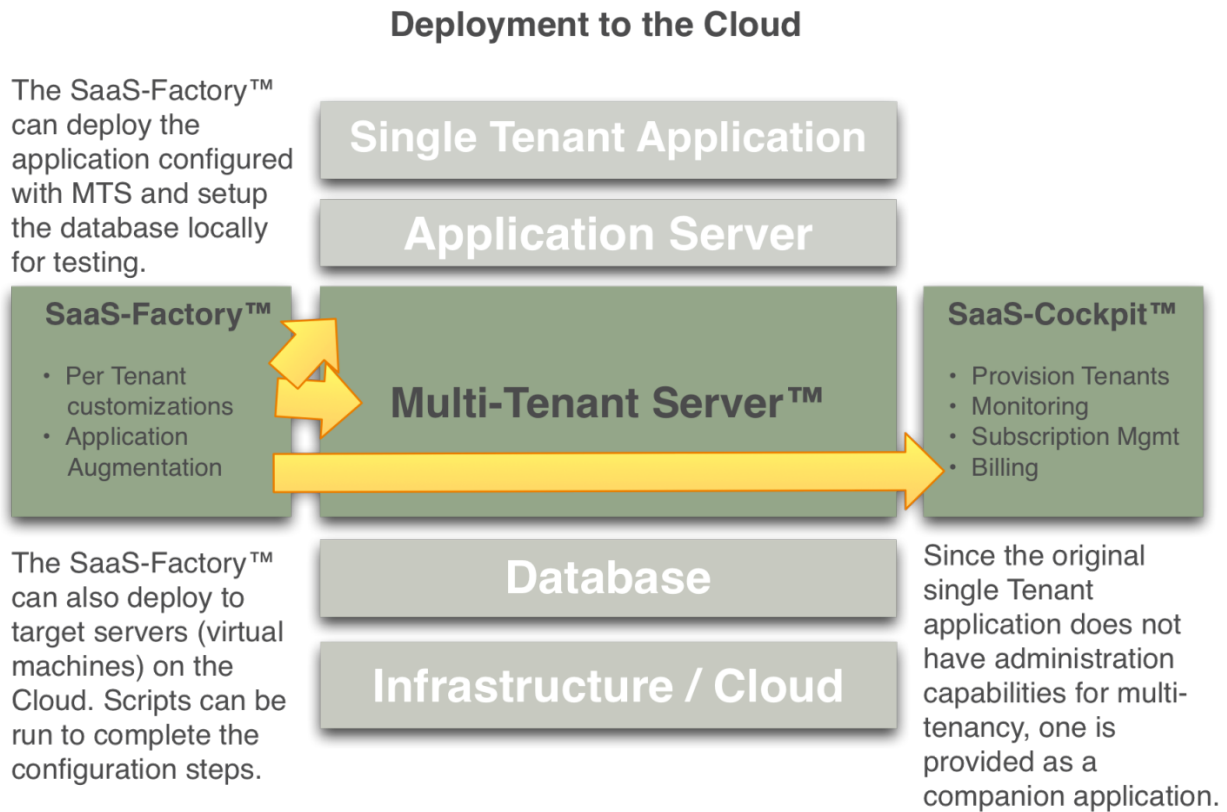 Deployment to the Cloud
The SaaS-Factory™
can deploy the
application configured
with MTS and setup
the database locally
for testing.
Single Tenant Application
Application Server
SaaS-Factory™
• Per Tenant
customizations
• Application
Augmentation
Multi-Tenant Server™
SaaS-Cockpit™
• Provision Tenants
• Monitoring
• Subscription Mgmt
• Billing
The SaaS-Factory™
can also deploy to
target servers (virtual
machines) on the
Cloud. Scripts can be
run to complete the
configuration steps.
Database
Infrastructure / Cloud
Since the original
single Tenant
application does not
have administration
capabilities for multi-
tenancy, one is
provided as a
companion application.